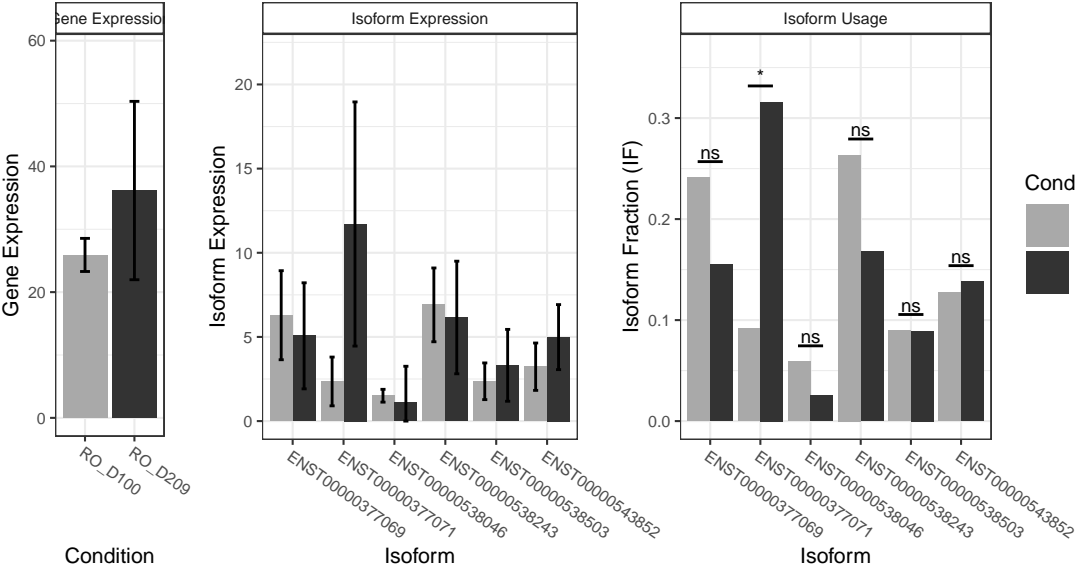 Gene Expression
Isoform Expression
Isoform Usage
Gene Expression
60
40
20
0
RO_D100
RO_D209
Condition
Isoform Expression
20
15
10
5
0
ENST00000377069
ENST00000377071
ENST00000538046
ENST00000538243
ENST00000538503
ENST00000543852
Isoform
Isoform Fraction (IF)
0.3
0.2
0.1
0.0
ns
*
ns
ns
ns
ns
ENST00000377069
ENST00000377071
ENST00000538046
ENST00000538243
ENST00000538503
ENST00000543852
Isoform
Cond